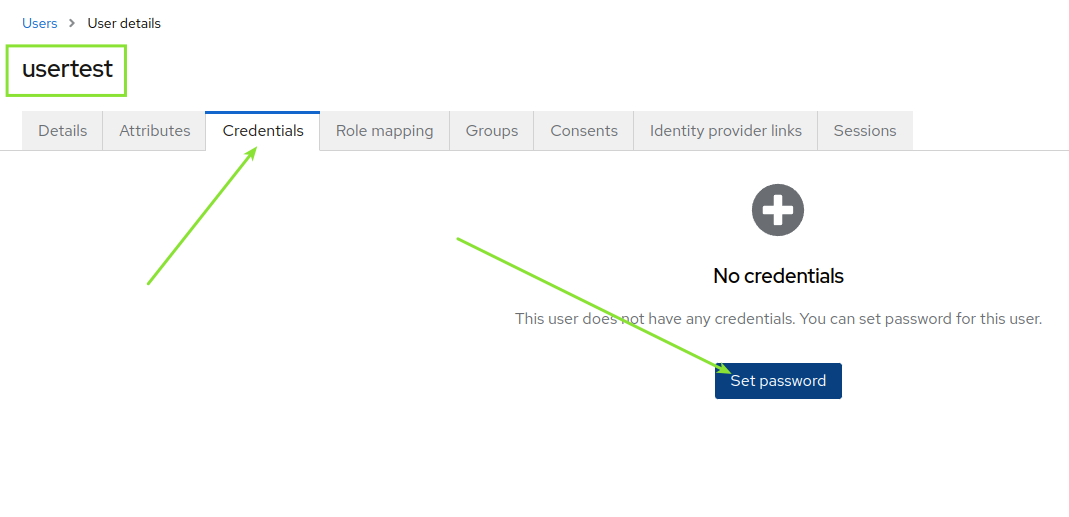 Users > User details
usertest
Details Attributes Credentials Role mapping Groups Consents Identity provider links Sessions
No credentials
This user does not have any credentials. You can set password for this user.
Set password